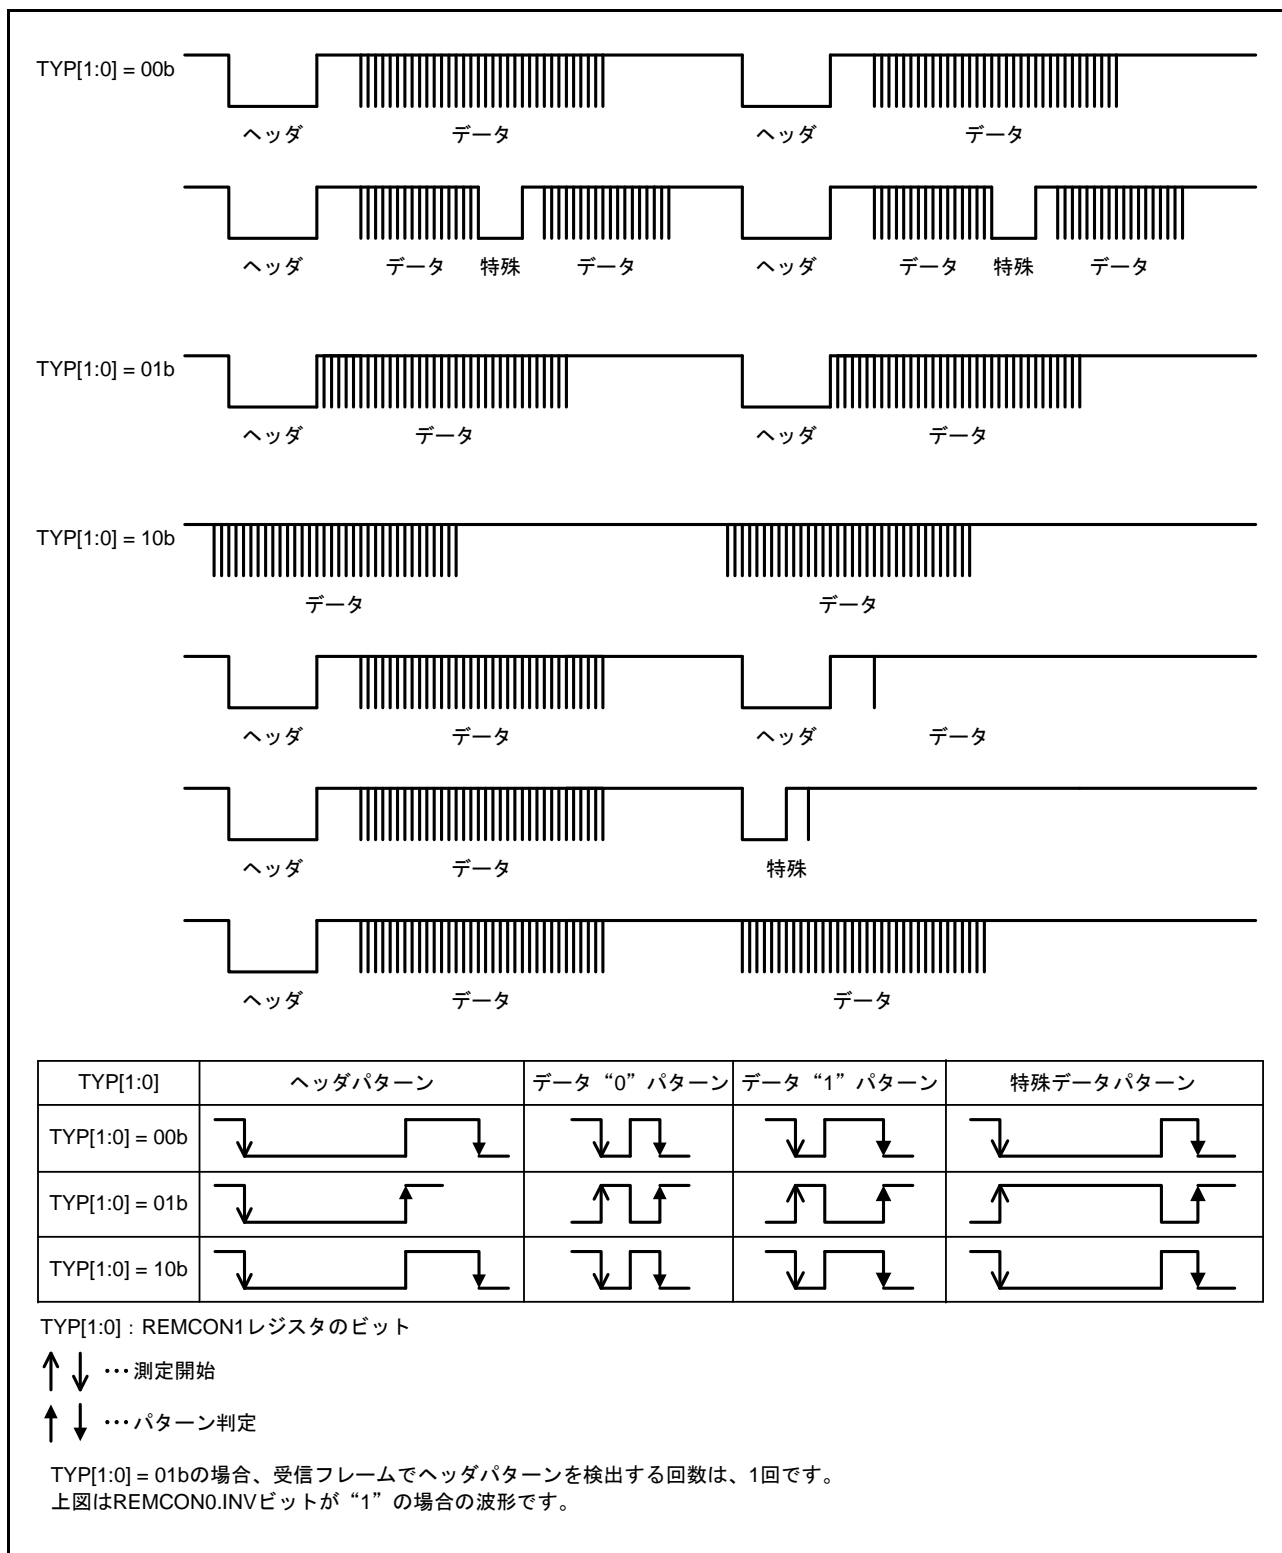 TYP[1:0] = 00b
ヘッダ データ ヘッダ データ
ヘッダ データ 特殊 データ ヘッダ データ 特殊 データ
TYP[1:0] = 01b
ヘッダ データ ヘッダ データ
TYP[1:0] = 10b
データ データ
ヘッダ データ ヘッダ データ
ヘッダ データ 特殊
ヘッダ データ データ
TYP[1:0] ヘッダパターン データ“0”パターン データ“1”パターン 特殊データパターン
TYP[1:0] = 00b
TYP[1:0] = 01b
TYP[1:0] = 10b
TYP[1:0]:REMCON1レジスタのビット
…測定開始
…パターン判定
TYP[1:0] = 01bの場合、受信フレームでヘッダパターンを検出する回数は、1回です。
上図はREMCON0.INVビットが“1”の場合の波形です。